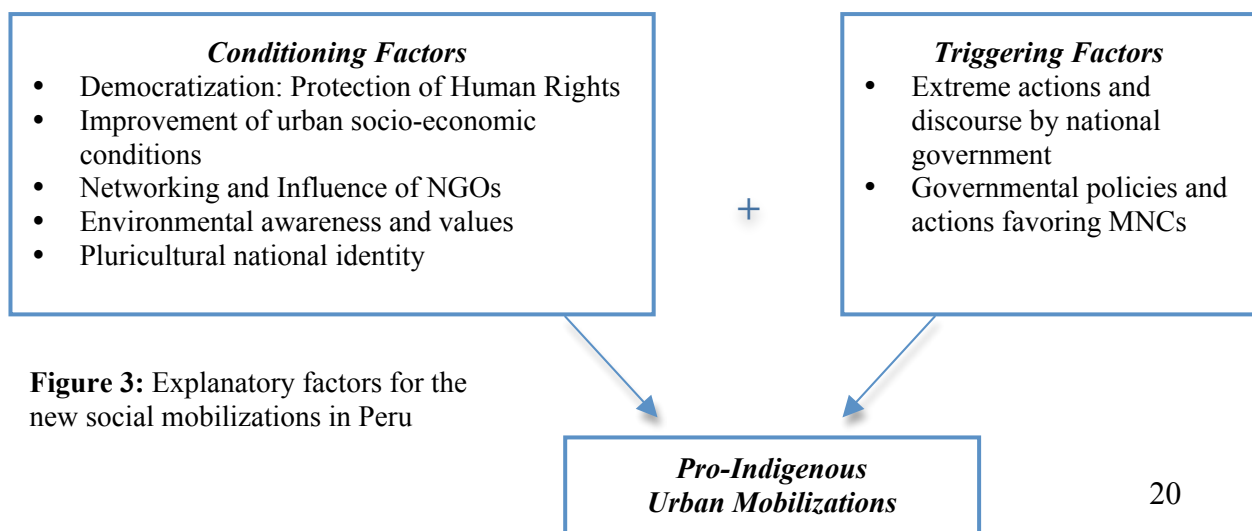 Conditioning Factors
• Democratization: Protection of Human Rights
• Improvement of urban socio-economic
conditions
• Networking and Influence of NGOs
• Environmental awareness and values
• Pluricultural national identity
+
Triggering Factors
• Extreme actions and
discourse by national
government
• Governmental policies and
actions favoring MNCs
Figure 3: Explanatory factors for the
new social mobilizations in Peru
Pro-Indigenous
Urban Mobilizations
20